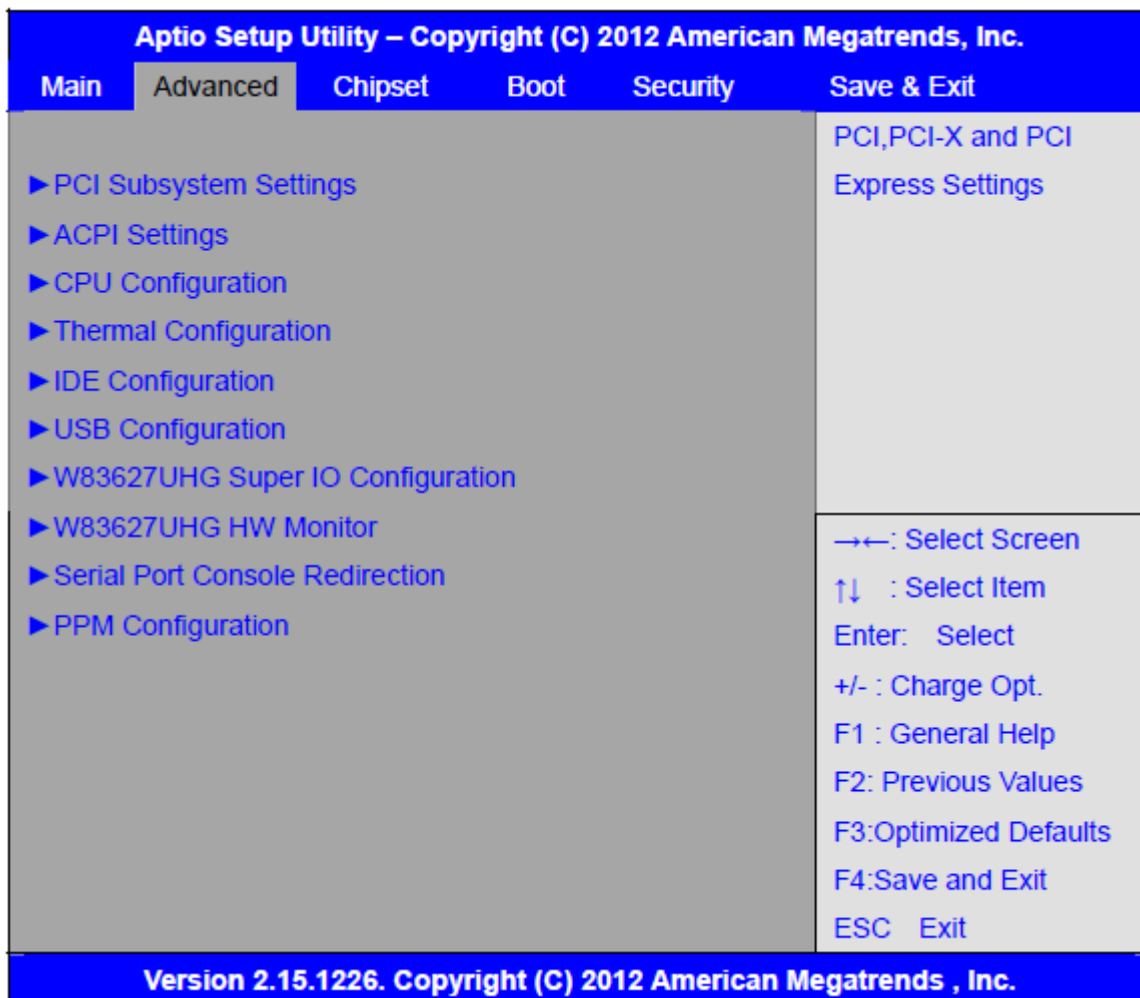 Aptio Setup Utility – Copyright (C) 2012 American Megatrends, Inc.
Main Advanced Chipset Boot Security Save & Exit
►PCI Subsystem Settings
►ACPI Settings
►CPU Configuration
►Thermal Configuration
►IDE Configuration
►USB Configuration
►W83627UHG Super IO Configuration
►W83627UHG HW Monitor
►Serial Port Console Redirection
►PPM Configuration
PCI,PCI-X and PCI
Express Settings
→←: Select Screen
↑↓ : Select Item
Enter: Select
+/- : Charge Opt.
F1 : General Help
F2: Previous Values
F3:Optimized Defaults
F4:Save and Exit
ESC Exit
Version 2.15.1226. Copyright (C) 2012 American Megatrends , Inc.